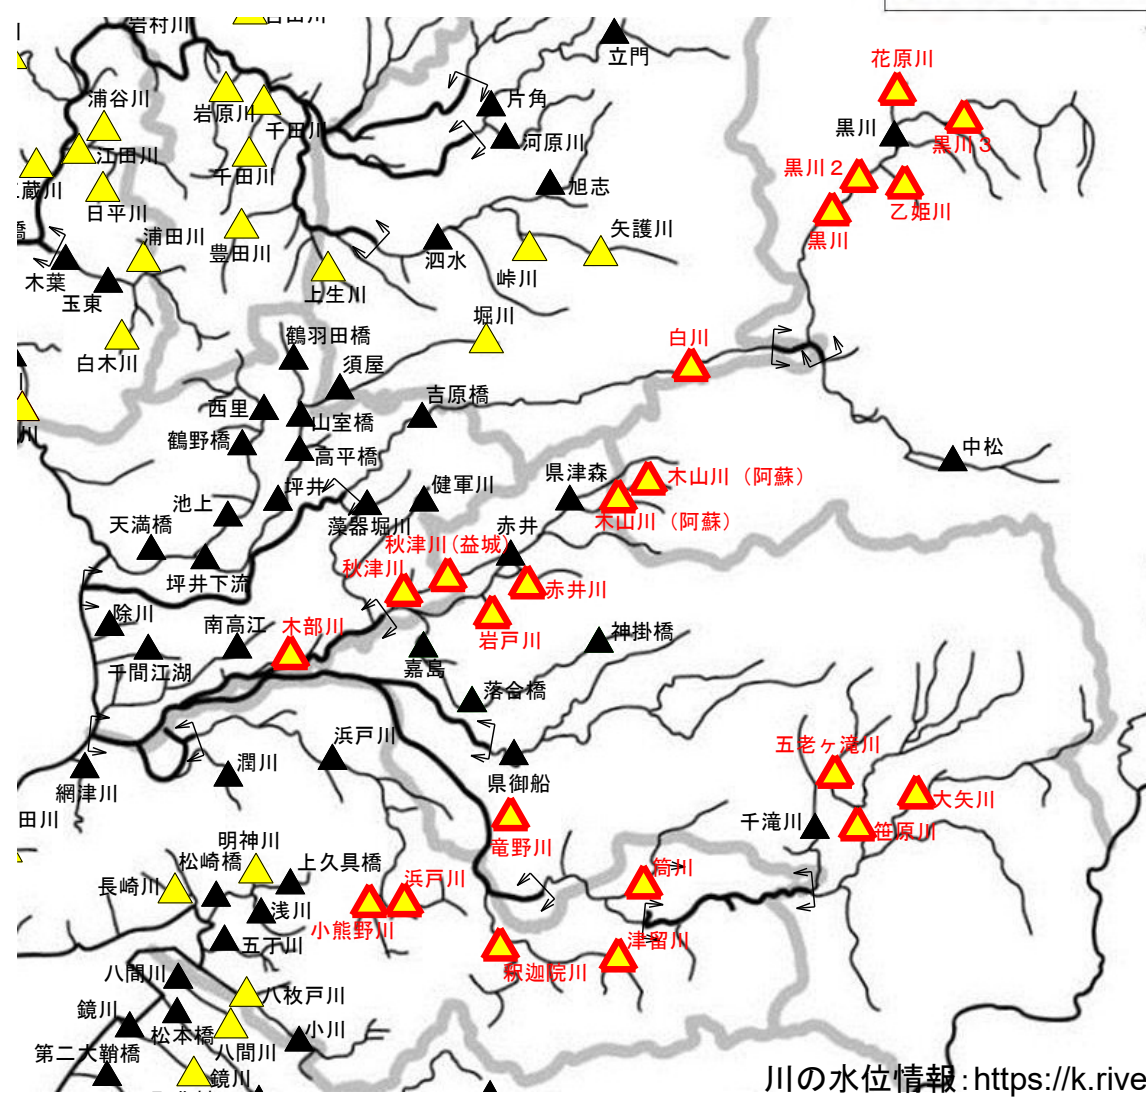 岩村川
立門
花原川
浦谷川
岩原川
片角
千田川
黒川
河原川
黒川３
江田川
千田川
黒川２
蔵川
旭志
日平川
乙姫川
浦田川
豊田川
矢護川
黒川
木葉
泗水
峠川
玉東
上生川
堀川
鶴羽田橋
白川
白木川
須屋
吉原橋
西里
山室橋
鶴野橋
高平橋
中松
県津森
木山川（阿蘇）
坪井
健軍川
池上
藻器堀川
木山川（阿蘇）
天満橋
赤井
秋津川(益城)
秋津川
坪井下流
赤井川
除川
南高江
木部川
岩戸川
神掛橋
千間江湖
嘉島
落合橋
浜戸川
五老ヶ滝川
潤川
県御船
網津川
大矢川
田川
千滝川
笹原川
明神川
竜野川
松崎橋
上久具橋
筒川
長崎川
浜戸川
浅川
小熊野川
五丁川
津留川
八間川
釈迦院川
八枚戸川
鏡川
松本橋
小川
八間川
第二大鞘橋
鏡川
川の水位情報：https://k.rive